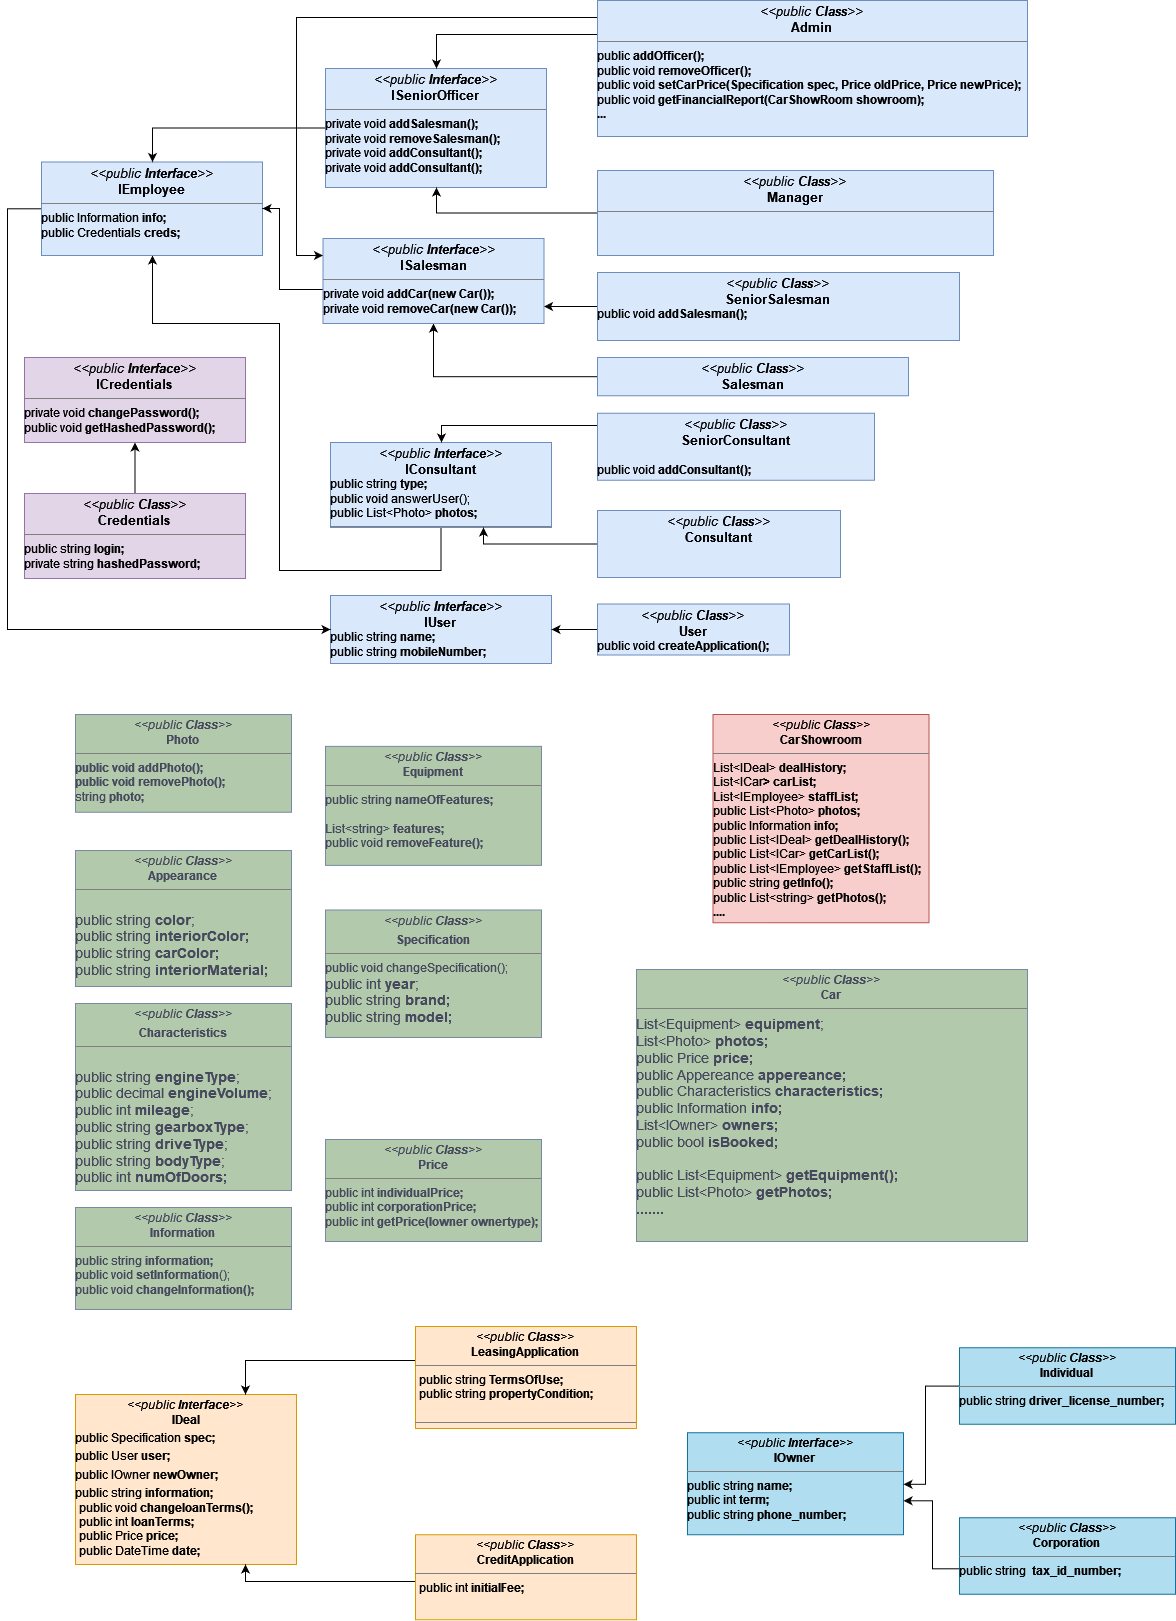 <<public Class>>
Admin
public addOfficer();
public void removeOfficer();
public void setCarPrice(Specification spec, Price oldPrice, Price newPrice);
public void getFinancialReport(CarShowRoom showroom);
...
<<public Interface>>
ISeniorOfficer
private void addSalesman();
private void removeSalesman();
private void addConsultant();
private void addConsultant();
<<public Interface>>
IEmployee
public Information info;
public Credentials creds;
<<public Class>>
Manager
<<public Interface>>
ISalesman
private void addCar(new Car());
private void removeCar(new Car());
<<public Class>>
SeniorSalesman
public void addSalesman();
<<public Class>>
Salesman
<<public Interface>>
ICredentials
private void changePassword();
public void getHashedPassword();
<<public Class>>
SeniorConsultant
public void addConsultant();
<<public Interface>>
IConsultant
public string type;
public void answerUser();
public List<Photo> photos;
<<public Class>>
Credentials
public string login;
private string hashedPassword;
<<public Class>>
Consultant
<<public Interface>>
IUser
public string name;
public string mobileNumber;
<<public Class>>
User
public void createApplication();
<<public Class>>
Photo
public void addPhoto();
public void removePhoto();
string photo;
<<public Class>>
Equipment
public string nameOfFeatures;
List<string> features;
public void removeFeature();
<<public Class>>
CarShowroom
List<IDeal> dealHistory;
List<ICar> carList;
List<IEmployee> staffList;
public List<Photo> photos;
public Information info;
public List<IDeal> getDealHistory();
public List<ICar> getCarList();
public List<IEmployee> getStaffList();
public string getInfo();
public List<string> getPhotos();
....
<<public Class>>
Appearance
public string color;
public string interiorColor;
public string carColor;
public string interiorMaterial;
<<public Class>>
Specification
public void changeSpecification();
public int year;
public string brand;
public string model;
<<public Class>>
Car
List<Equipment> equipment;
List<Photo> photos;
public Price price;
public Appereance appereance;
public Characteristics characteristics;
public Information info;
List<IOwner> owners;
public bool isBooked;
public List<Equipment> getEquipment();
public List<Photo> getPhotos;
.......
<<public Class>>
Characteristics
public string engineType;
public decimal engineVolume;
public int mileage;
public string gearboxType;
public string driveType;
public string bodyType;
public int numOfDoors;
<<public Class>>
Price
public int individualPrice;
public int corporationPrice;
public int getPrice(Iowner ownertype);
<<public Class>>
Information
public string information;
public void setInformation();
public void changeInformation();
<<public Class>>
LeasingApplication
public string TermsOfUse;
public string propertyCondition;
<<public Interface>>
IDeal
public Specification spec;
public User user;
public IOwner newOwner;
public string information;
public void changeloanTerms();
public int loanTerms;
public Price price;
public DateTime date;
<<public Class>>
CreditApplication
public int initialFee;
<<public Class>>
Individual
public string driver_license_number;
<<public Interface>>
IOwner
public string name;
public int term;
public string phone_number;
<<public Class>>
Corporation
public string tax_id_number;